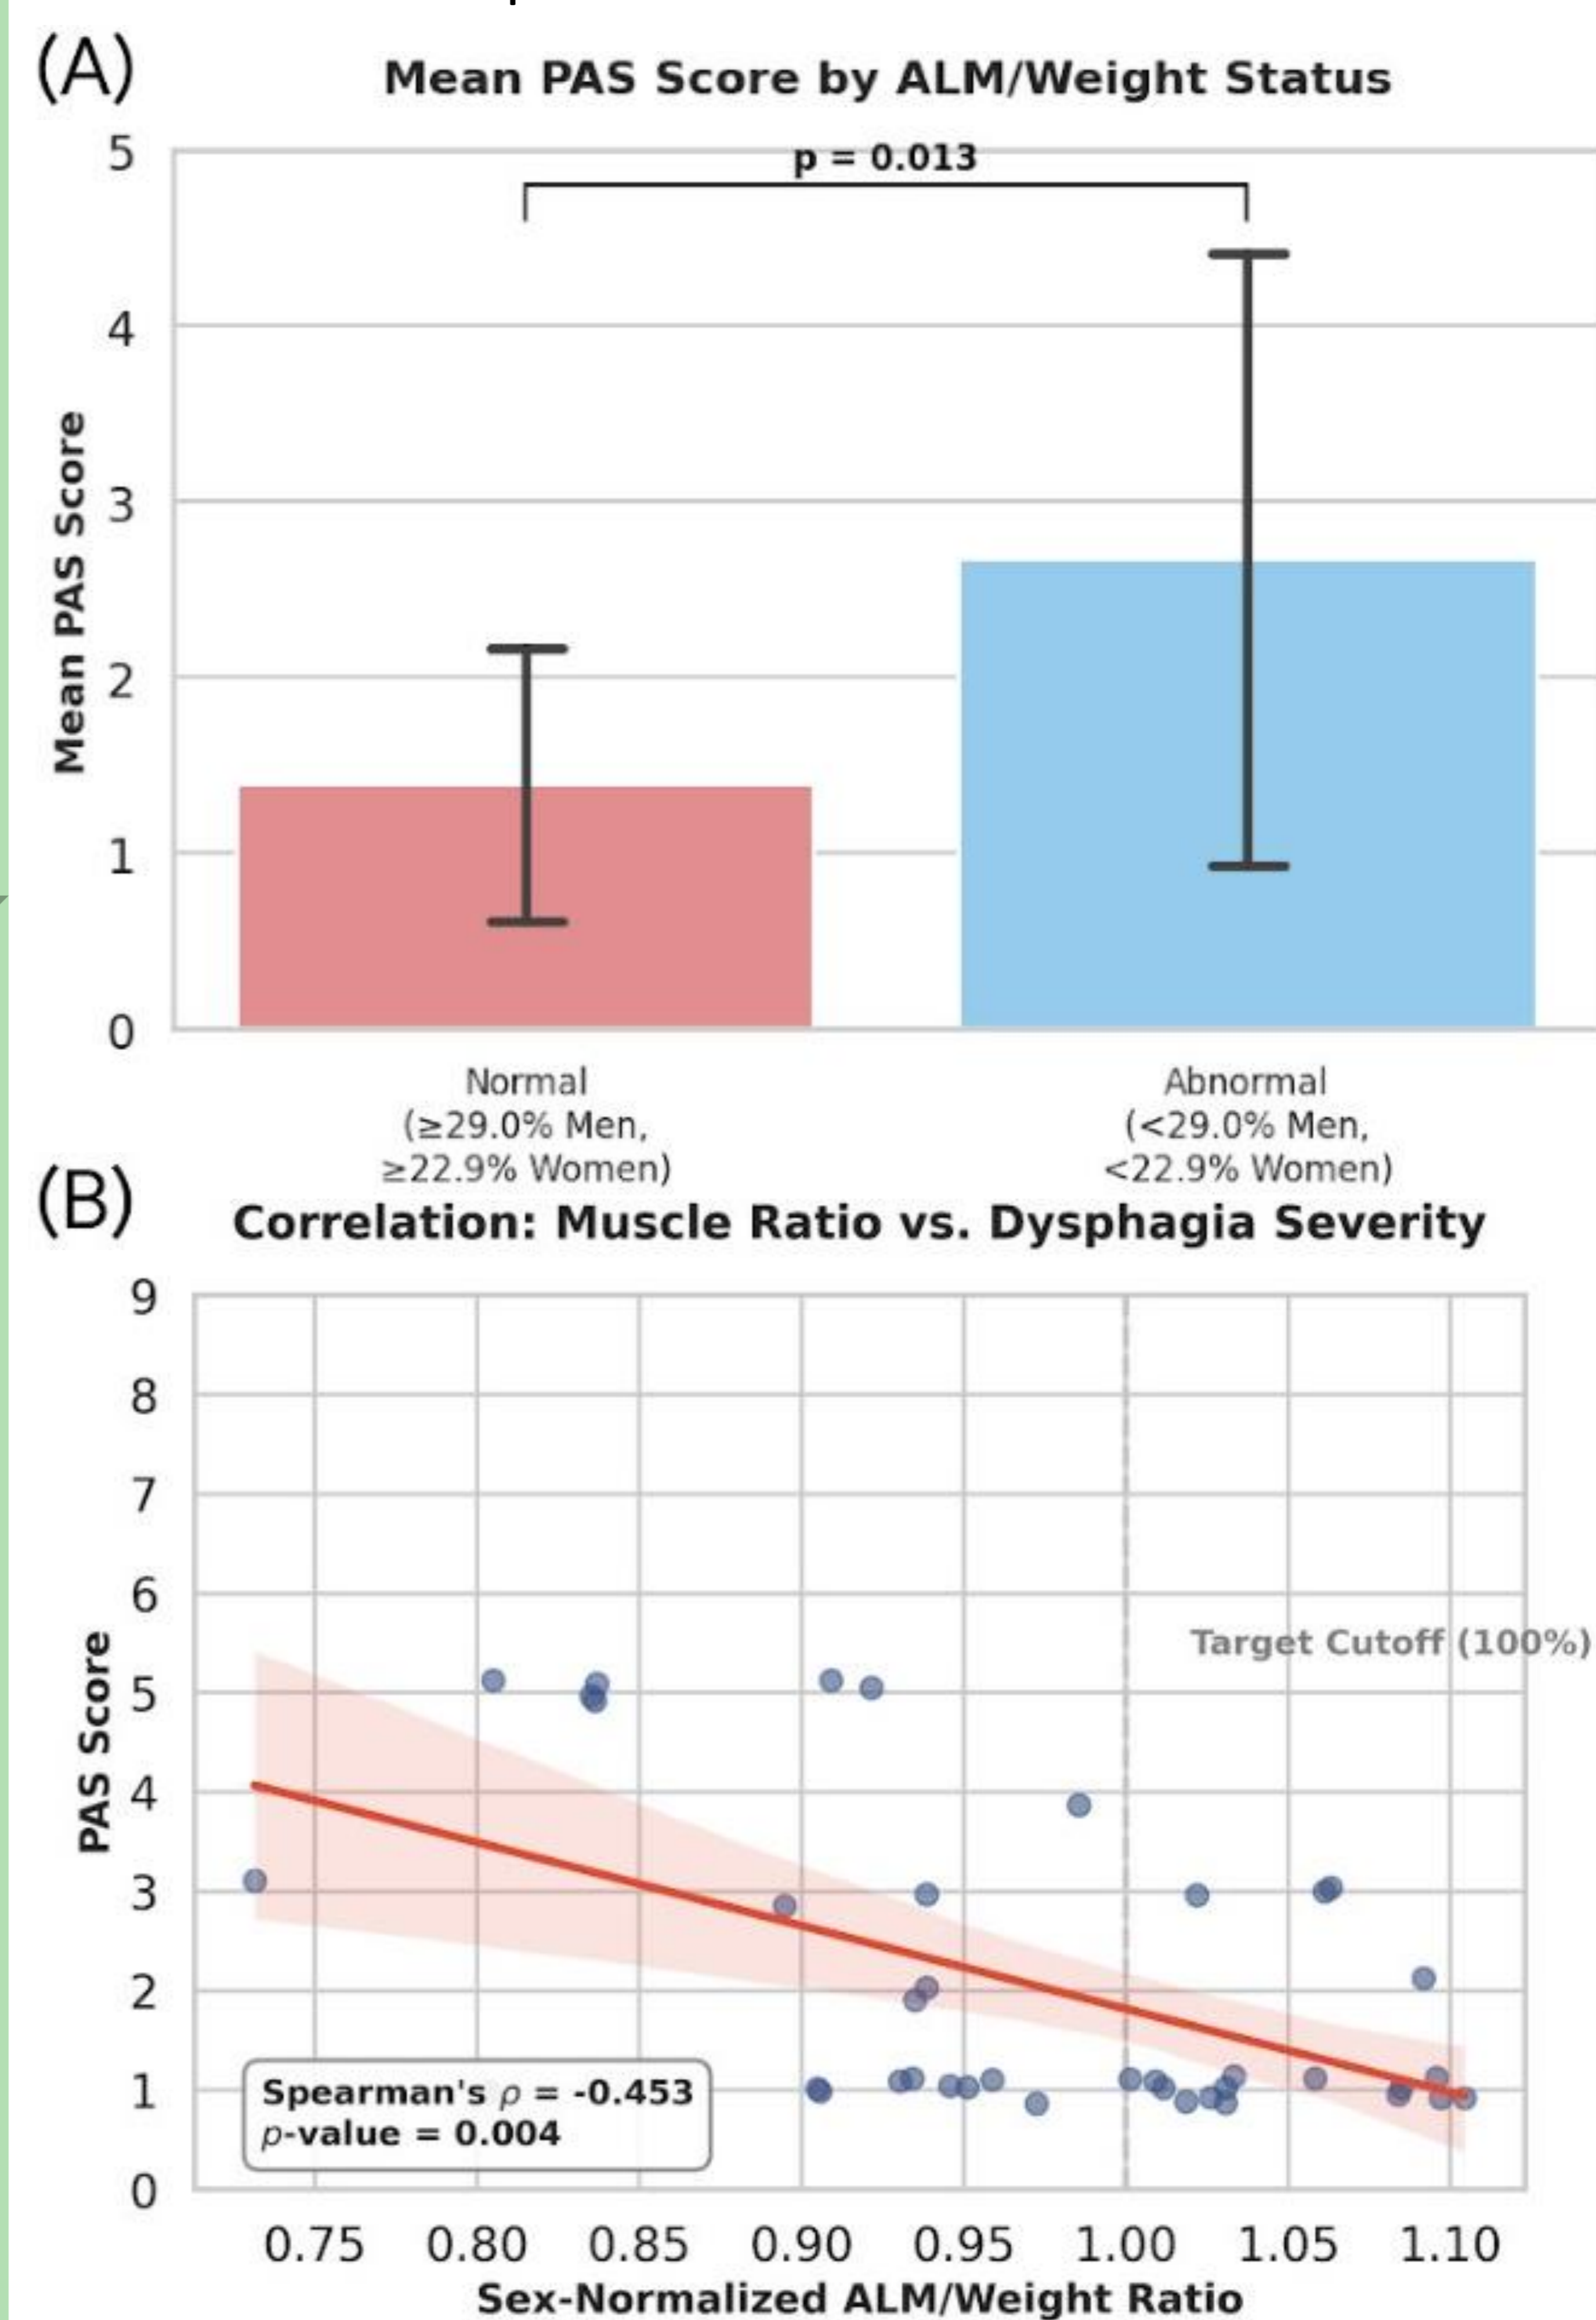 (A)
Mean PAS Score by ALM/Weight Status
p = 0.013
5
4
3
2
1
0
Mean PAS Score
Normal
(≥29.0% Men,
≥22.9% Women)
Abnormal
(<29.0% Men,
<22.9% Women)
(B)
Correlation: Muscle Ratio vs. Dysphagia Severity
9
8
7
6
5
4
3
2
1
0
PAS Score
Target Cutoff (100%)
Spearman's ρ = -0.453
p-value = 0.004
0.75 0.80 0.85 0.90 0.95 1.00 1.05 1.10
Sex-Normalized ALM/Weight Ratio